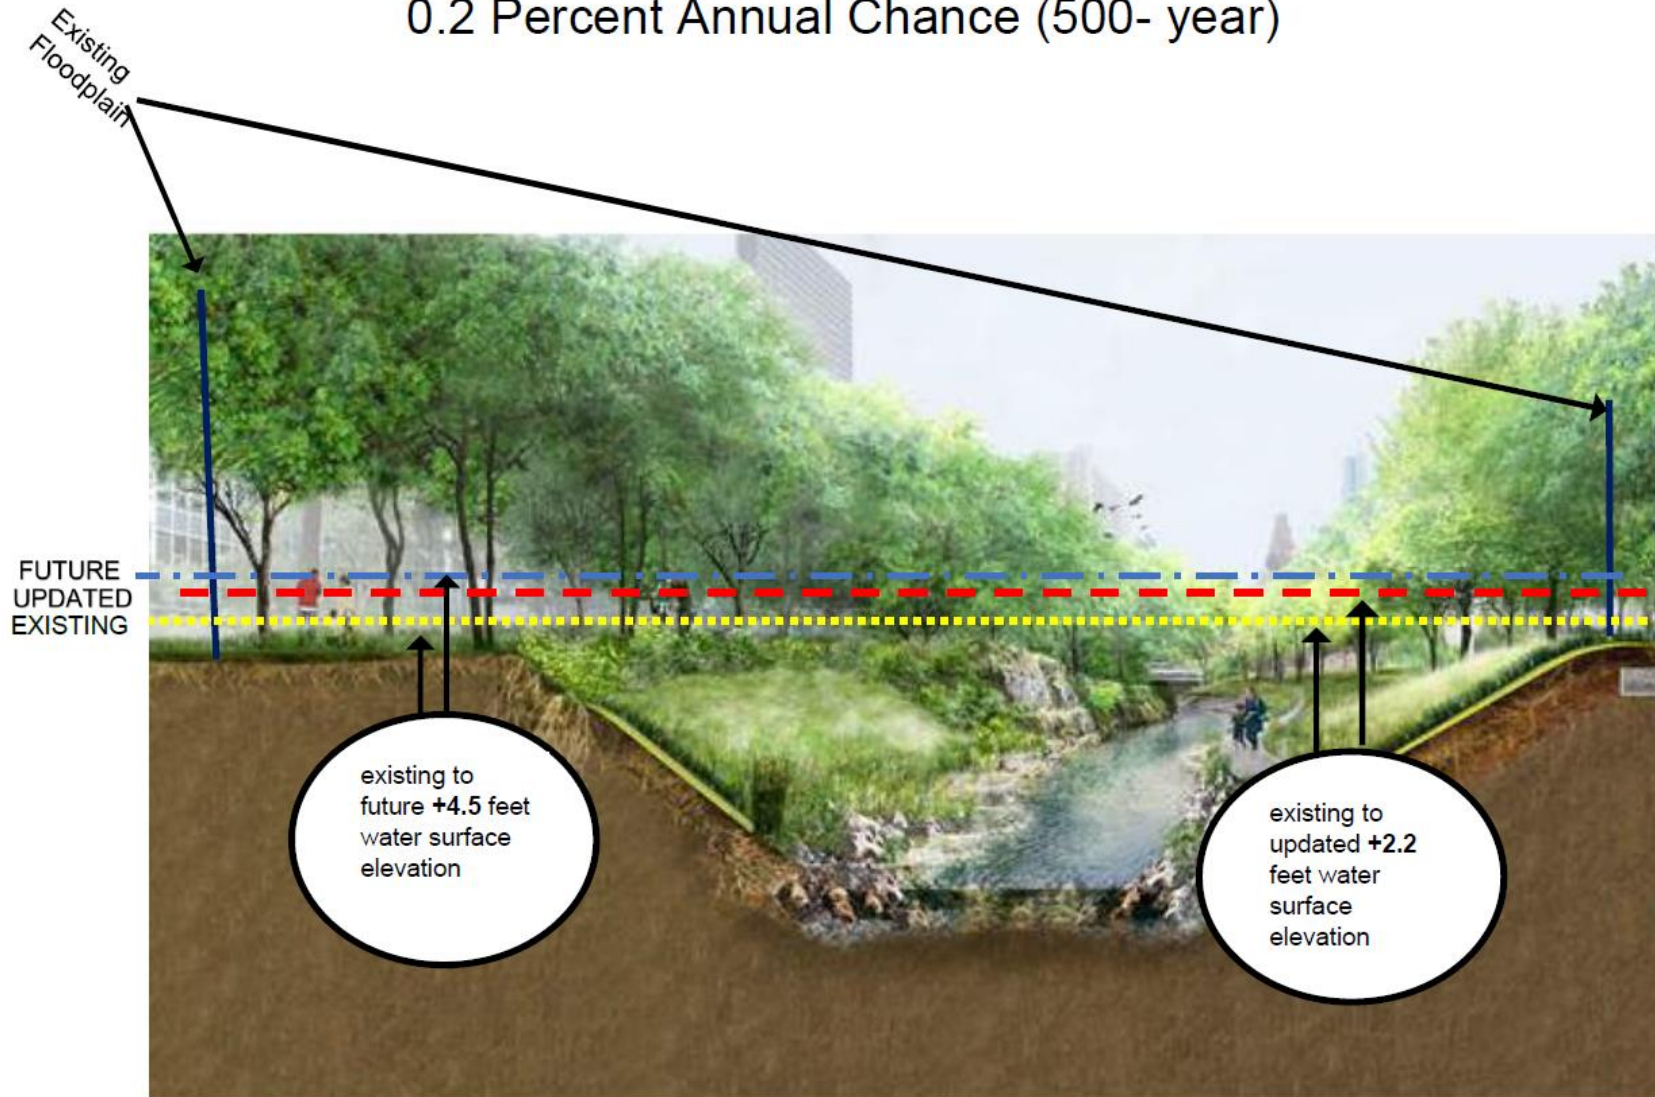 0.2 Percent Annual Chance (500- year)
Existing
Floodplain
FUTURE
UPDATED
EXISTING
existing to
future +4.5 feet
water surface
elevation
existing to
updated +2.2
feet water
surface
elevation